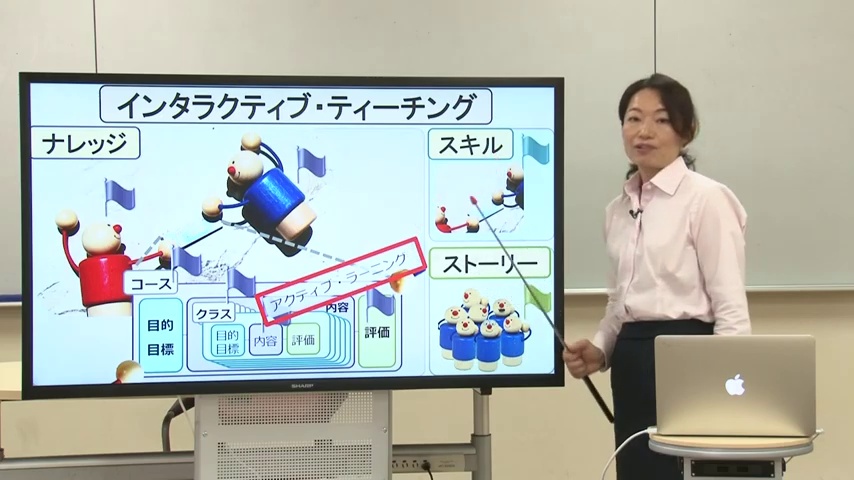 インタラクティブ・ティーチング
ナレッジ
スキル
ストーリー
アクティブ・ラーニング
コース
クラス
内容
目的
目標
目的
目標
内容
評価
評価
SHARP